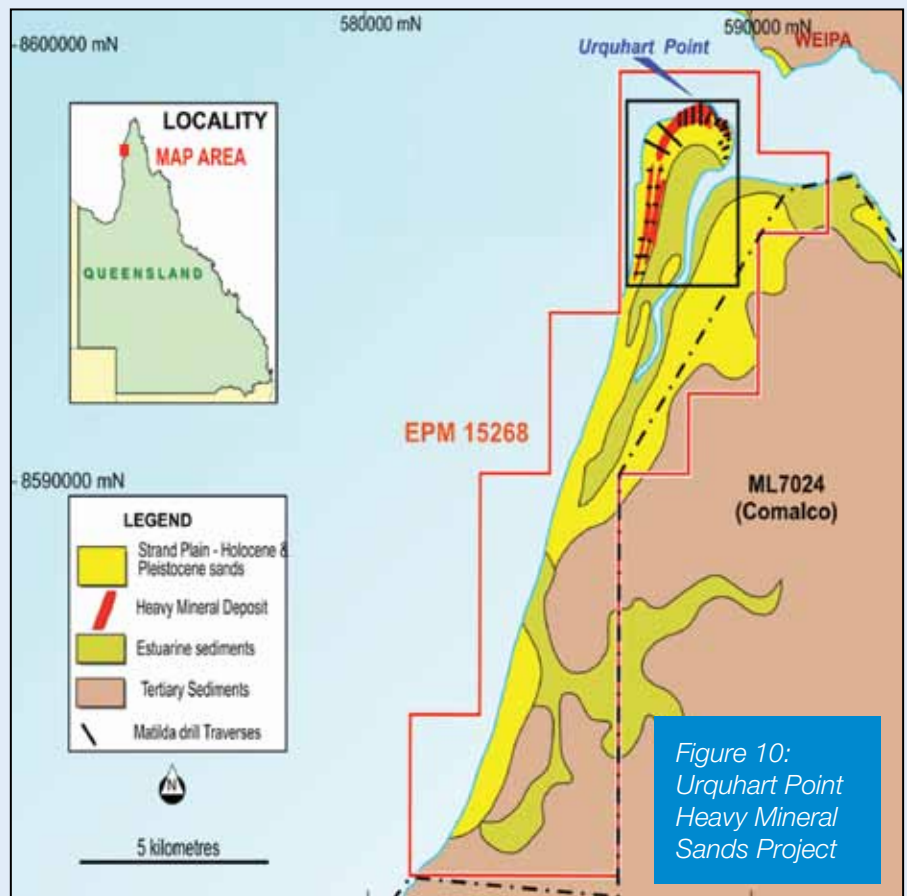 580000 mN
590000 mN
8600000 mN
WEIPA
Urquhart Point
LOCALITY
MAP AREA
QUEENSLAND
EPM 15268
8590000 mN
ML7024
(Comalco)
LEGEND
Strand Plain - Holocene &
Pleistocene sands
Heavy Mineral Deposit
Estuarine sediments
Tertiary Sediments
Matilda drill Traverses
N
5 kilometres
Figure 10:
Urquhart Point
Heavy Mineral
Sands Project